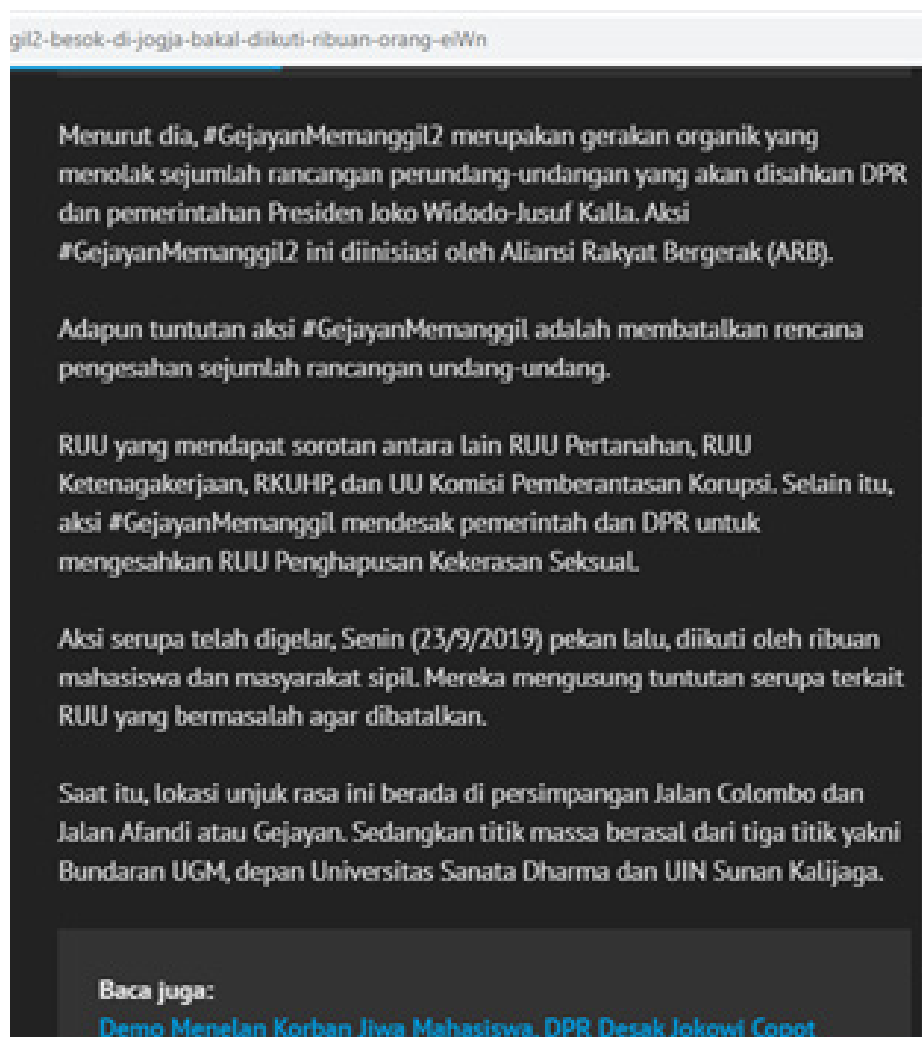 gil2-besok-di-jogja-bakal-diikuti-ribuan-orang-eiWn
Menurut dia, #GejayanMemanggil2 merupakan gerakan organik yang
menolak sejumlah rancangan perundang-undangan yang akan disahkan DPR
dan pemerintahan Presiden Joko Widodo-Jusuf Kalla. Aksi
#GejayanMemanggil2 ini diinisiasi oleh Aliansi Rakyat Bergerak (ARB).
Adapun tuntutan aksi #GejayanMemanggil adalah membatalkan rencana
pengesahan sejumlah rancangan undang-undang.
RUU yang mendapat sorotan antara lain RUU Pertanahan, RUU
Ketenagakerjaan, RKUHP, dan UU Komisi Pemberantasan Korupsi. Selain itu,
aksi #GejayanMemanggil mendesak pemerintah dan DPR untuk
mengesahkan RUU Penghapusan Kekerasan Seksual.
Aksi serupa telah digelar, Senin (23/9/2019) pekan lalu, diikuti oleh ribuan
mahasiswa dan masyarakat sipil. Mereka mengusung tuntutan serupa terkait
RUU yang bermasalah agar dibatalkan.
Saat itu, lokasi unjuk rasa ini berada di persimpangan Jalan Colombo dan
Jalan Afandi atau Gejayan. Sedangkan titik massa berasal dari tiga titik yakni
Bundaran UGM, depan Universitas Sanata Dharma dan UIN Sunan Kalijaga.
Baca juga:
Demo Menelan Korban Jiwa Mahasiswa, DPR Desak Jokowi Copot